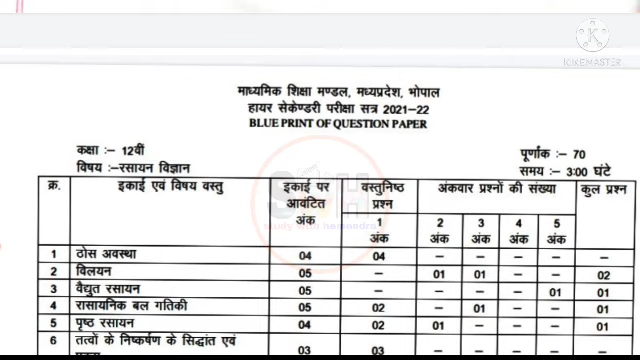 KINEMASTER
माध्यमिक शिक्षा मण्डल, मध्यप्रदेश, भोपाल
हायर सेकेण्डरी परीक्षा सत्र 2021-22
BLUE PRINT OF QUESTION PAPER
कक्षा :- 12वीं
पूर्णांक :- 70
विषय :-रसायन विज्ञान
समय :- 3:00 घंटे
क्र. इकाई एवं विषय वस्तु इकाई पर आवंटित अंक वस्तुनिष्ठ प्रश्न अंकवार प्रश्नों की संख्या कुल प्रश्न
1 अंक 2 अंक 3 अंक 4 अंक 5 अंक
1 ठोस अवस्था 04 04 – – – – –
2 विलयन 05 – 01 01 – – 02
3 वैद्युत रसायन 05 – – – – 01 01
4 रासायनिक बल गतिकी 05 02 – 01 – – 01
5 पृष्ठ रसायन 04 02 01 – – – 01
6 तत्वों के निष्कर्षण के सिद्धांत एवं 03 03 – – – – –
study with hemendra